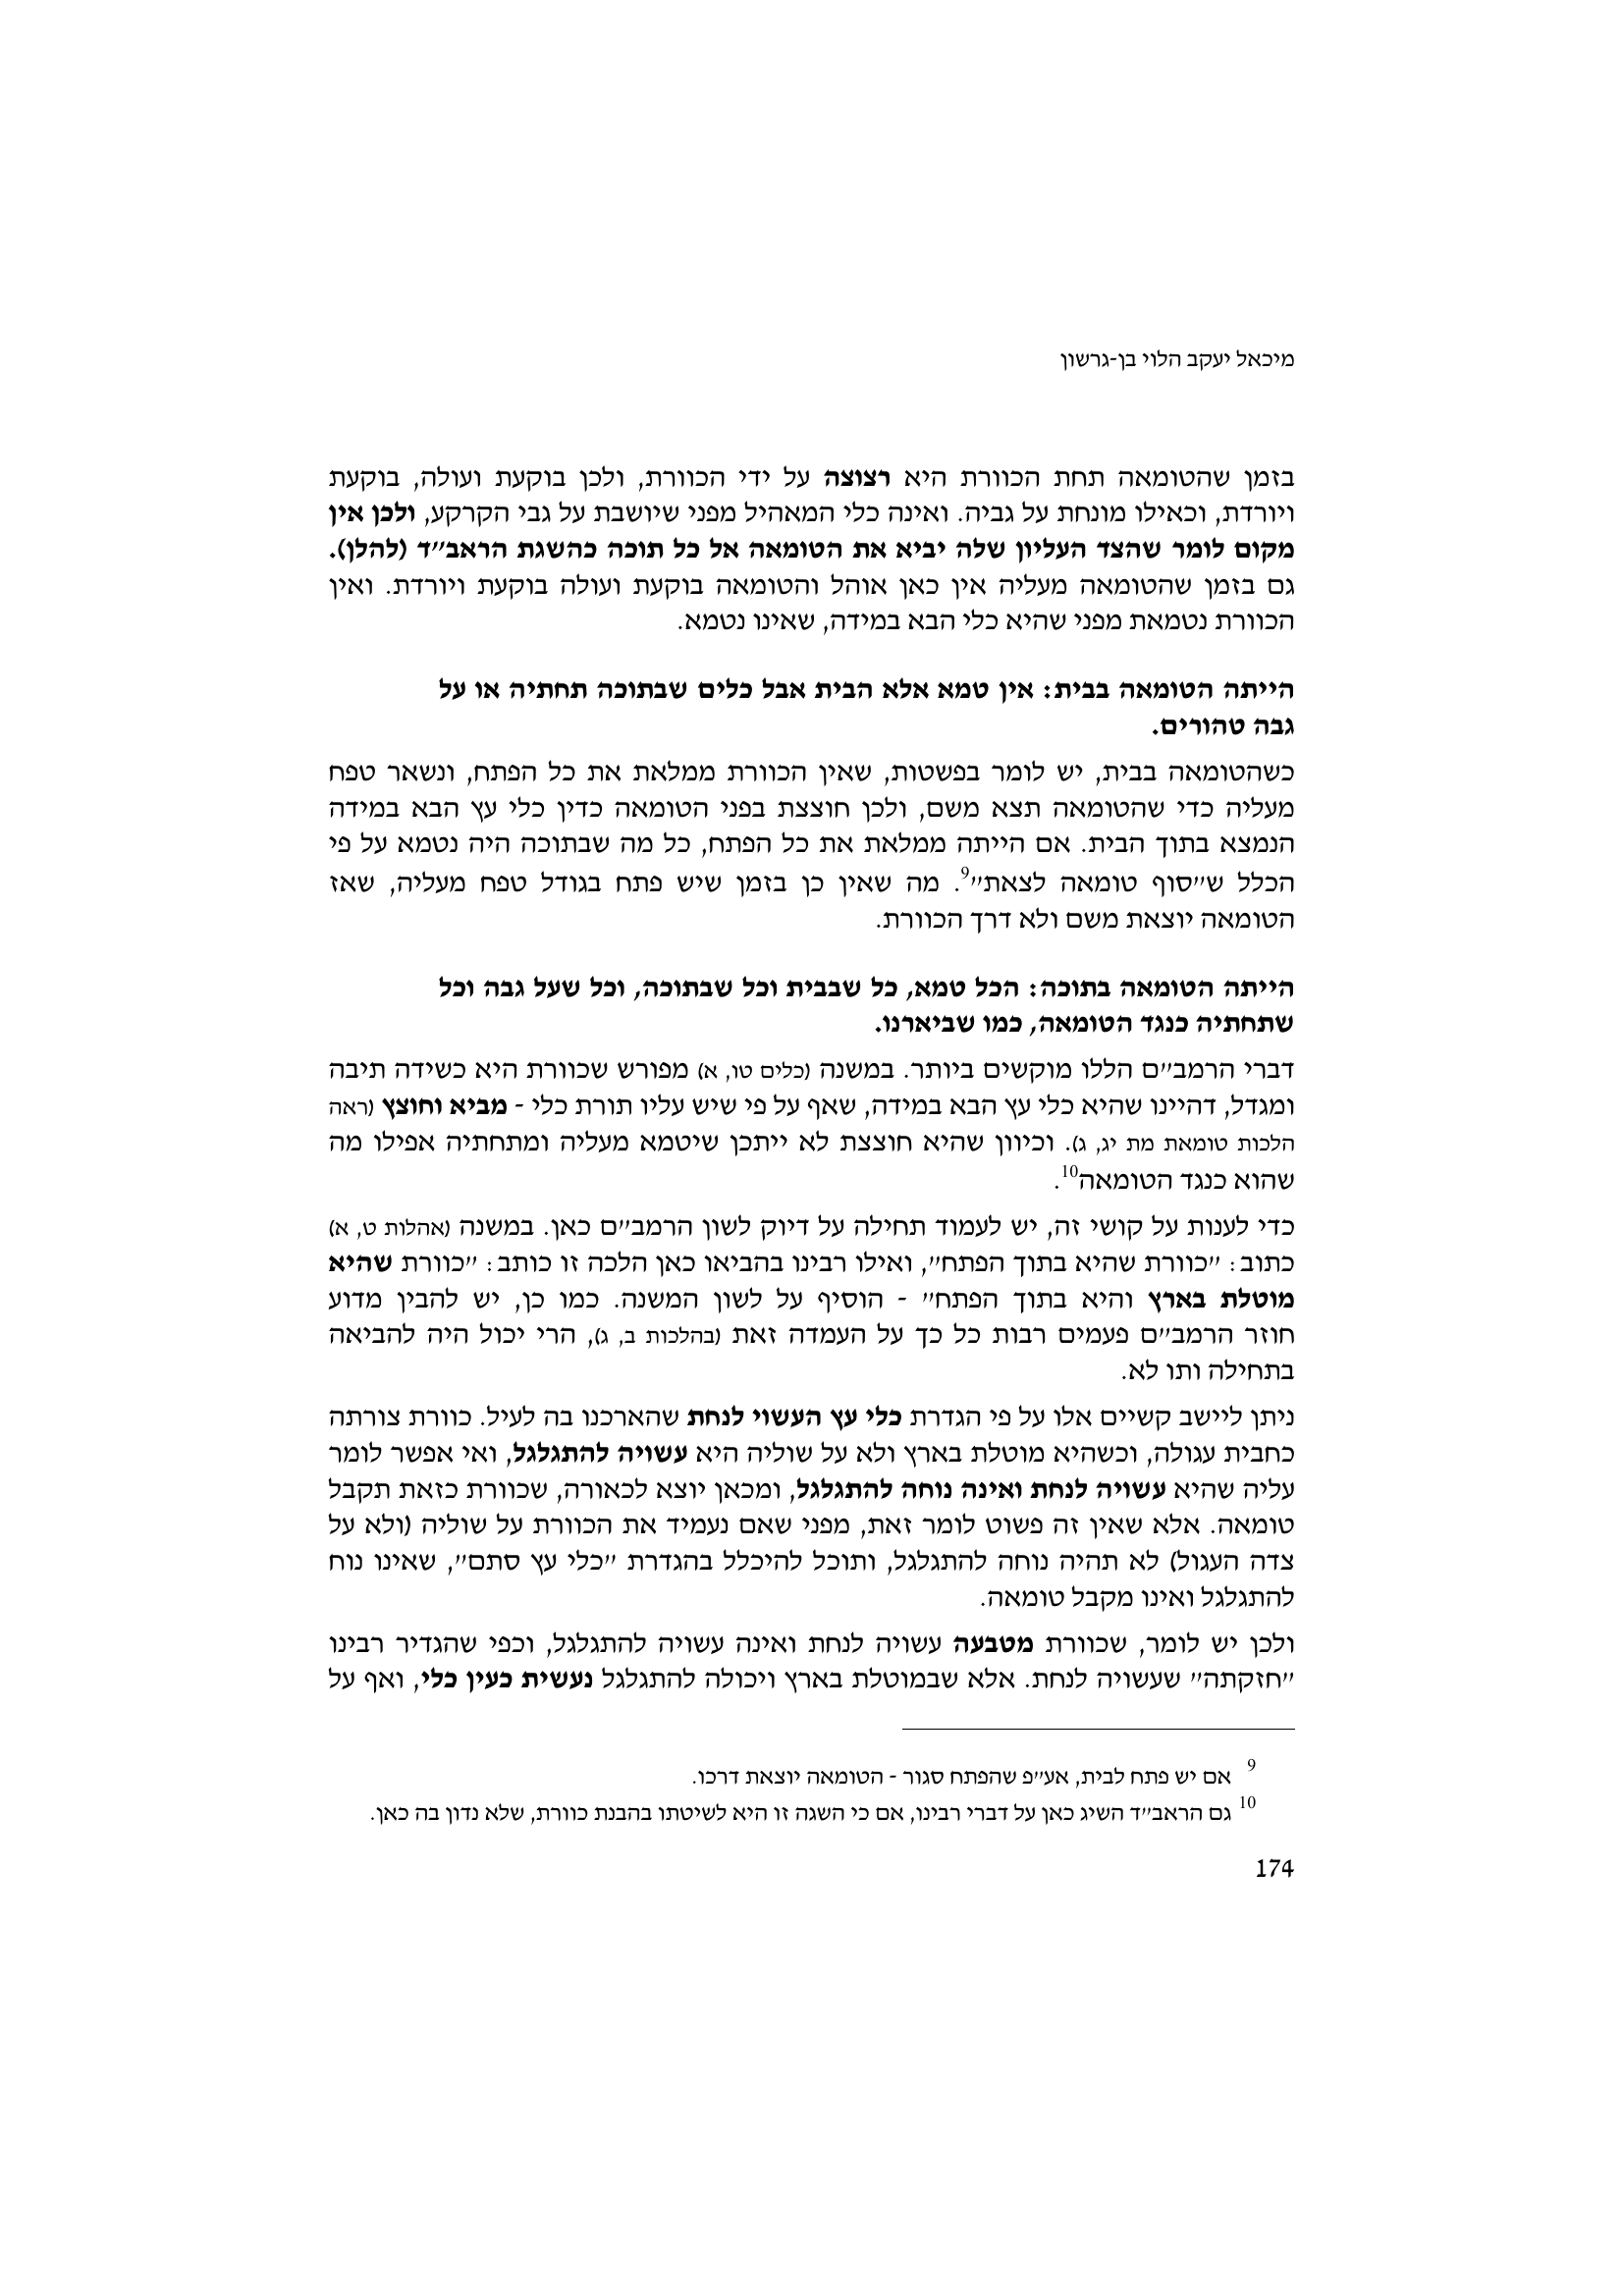 מיכאל יעקב הלוי בן-גרשון
בזמן שהטומאה תחת הכוורת היא רצוצה על ידי הכוורת, ולכן בוקעת ועולה, בוקעת
ויורדת, וכאילו מונחת על גביה. ואינה כלי המאהיל מפני שיושבת על גבי הקרקע, ולכן אין
מקום לומר שהצד העליון שלה יביא את הטומאה אל כל תוכה כהשגת הראב״ד (להלן).
גם בזמן שהטומאה מעליה אין כאן אוהל והטומאה בוקעת ועולה בוקעת ויורדת. ואין
הכוורת נטמאת מפני שהיא כלי הבא במידה, שאינו נטמא.
הייתה הטומאה בבית: אין טמא אלא הבית אבל כלים שבתוכה תחתיה או על
גבה טהורים.
כשהטומאה בבית, יש לומר בפשטות, שאין הכוורת ממלאת את כל הפתח, ונשאר טפח
מעליה כדי שהטומאה תצא משם, ולכן חוצצת בפני הטומאה כדין כלי עץ הבא במידה
הנמצא בתוך הבית. אם הייתה ממלאת את כל הפתח, כל מה שבתוכה היה נטמא על פי
הכלל ש״סוף טומאה לצאת״9. מה שאין כן בזמן שיש פתח בגודל טפח מעליה, שאז
הטומאה יוצאת משם ולא דרך הכוורת.
הייתה הטומאה בתוכה: הכל טמא, כל שבבית וכל שבתוכה, וכל שעל גבה וכל
שתחתיה כנגד הטומאה, כמו שביארנו.
דברי הרמב״ם הללו מוקשים ביותר. במשנה (כלים טו, א) מפורש שכוורת היא כשידה תיבה
ומגדל, דהיינו שהיא כלי עץ הבא במידה, שאף על פי שיש עליו תורת כלי - מביא וחוצץ (ראה
הלכות טומאת מת יג, ג). וכיוון שהיא חוצצת לא ייתכן שיטמא מעליה ומתחתיה אפילו מה
שהוא כנגד הטומאה10.
כדי לענות על קושי זה, יש לעמוד תחילה על דיוק לשון הרמב״ם כאן. במשנה (אהלות ט, א)
כתוב: ״כוורת שהיא בתוך הפתח״, ואילו רבינו בהביאו כאן הלכה זו כותב: ״כוורת שהיא
מוטלת בארץ והיא בתוך הפתח״ - הוסיף על לשון המשנה. כמו כן, יש להבין מדוע
חוזר הרמב״ם פעמים רבות כל כך על העמדה זאת (בהלכות ב, ג), הרי יכול היה להביאה
בתחילה ותו לא.
ניתן ליישב קשיים אלו על פי הגדרת כלי עץ העשוי לנחת שהארכנו בה לעיל. כוורת צורתה
כחבית עגולה, וכשהיא מוטלת בארץ ולא על שוליה היא עשויה להתגלגל, ואי אפשר לומר
עליה שהיא עשויה לנחת ואינה נוחה להתגלגל, ומכאן יוצא לכאורה, שכוורת כזאת תקבל
טומאה. אלא שאין זה פשוט לומר זאת, מפני שאם נעמיד את הכוורת על שוליה (ולא על
צדה העגול) לא תהיה נוחה להתגלגל, ותוכל להיכלל בהגדרת ״כלי עץ סתם״, שאינו נוח
להתגלגל ואינו מקבל טומאה.
ולכן יש לומר, שכוורת מטבעה עשויה לנחת ואינה עשויה להתגלגל, וכפי שהגדיר רבינו
״חזקתה״ שעשויה לנחת. אלא שבמוטלת בארץ ויכולה להתגלגל נעשית כעין כלי, ואף על
9 אם יש פתח לבית, אע״פ שהפתח סגור - הטומאה יוצאת דרכו.
10 גם הראב״ד השיג כאן על דברי רבינו, אם כי השגה זו היא לשיטתו בהבנת כוורת, שלא נדון בה כאן.
174